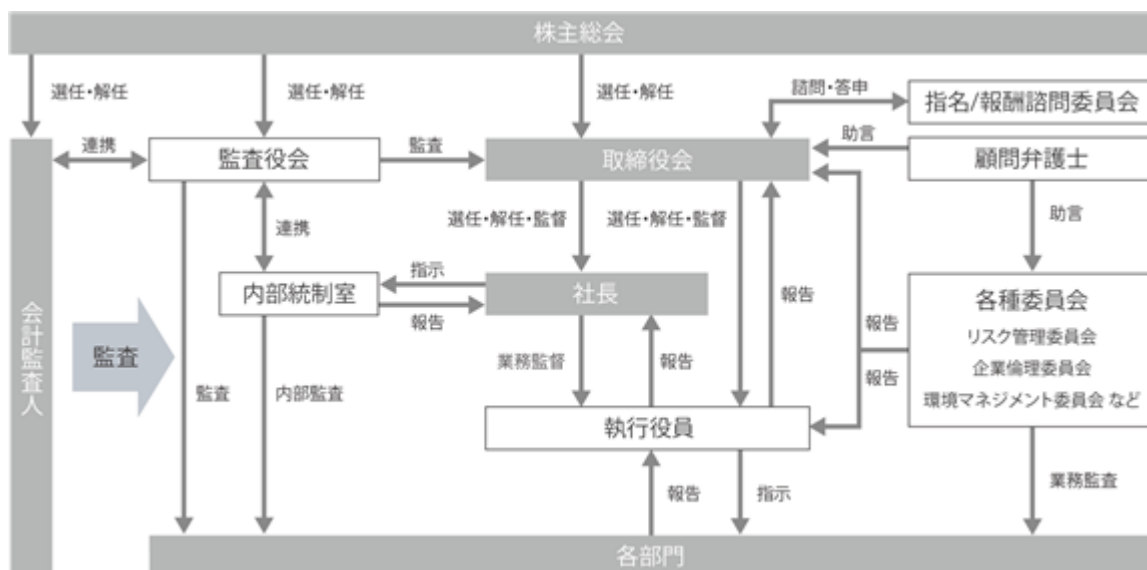 株主総会
選任・解任
選任・解任
選任・解任
諮問・答申
指名/報酬諮問委員会
連携
監査役会
監査
取締役会
助言
顧問弁護士
連携
選任・解任・監督
選任・解任・監督
助言
内部統制室
指示
報告
社長
報告
各種委員会
リスク管理委員会
企業倫理委員会
環境マネジメント委員会 など
報告
報告
会計監査人
監査
監査
内部監査
業務監督
報告
執行役員
報告
指示
業務監査
各部門